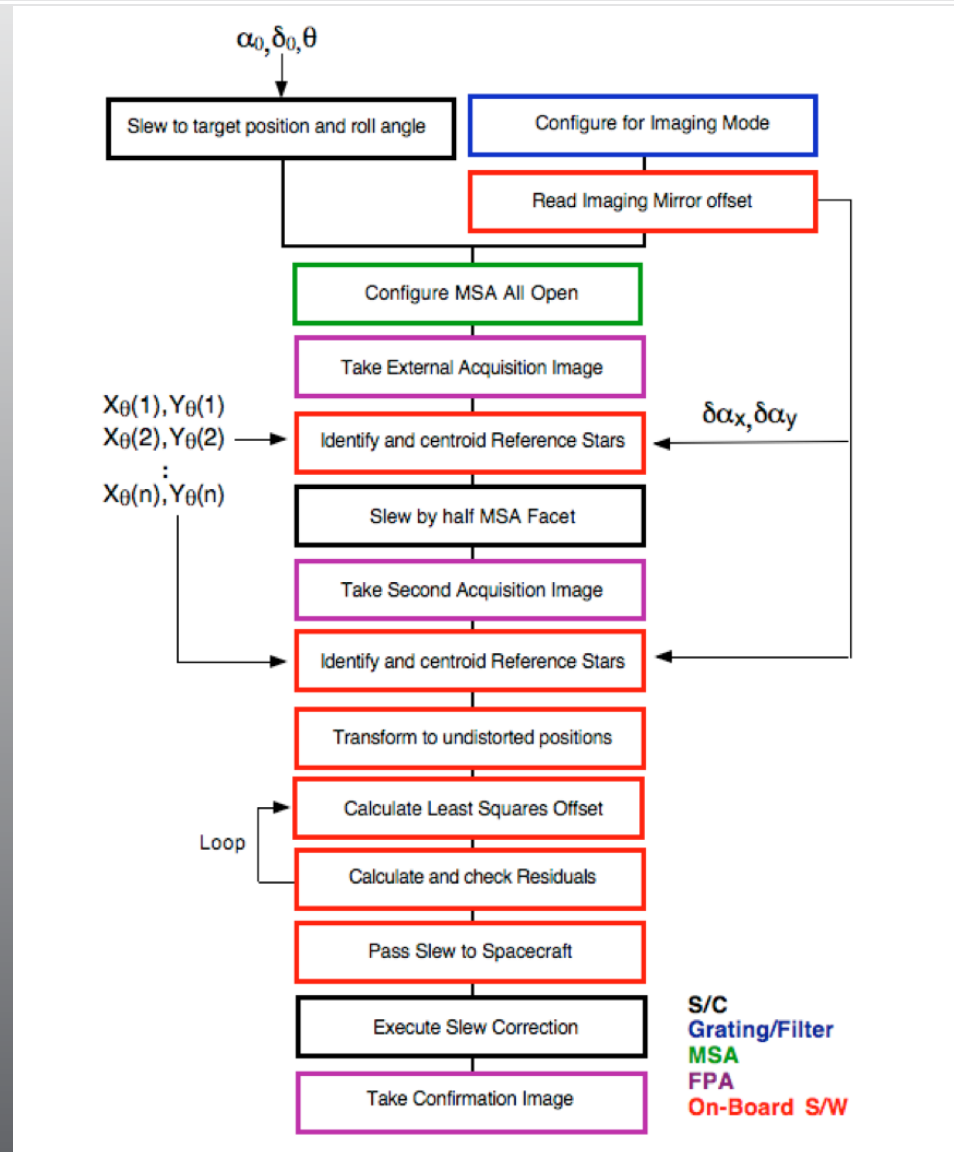 α₀,δ₀,θ
Slew to target position and roll angle
Configure for Imaging Mode
Read Imaging Mirror offset
Configure MSA All Open
Take External Acquisition Image
Xθ(1),Yθ(1)
Xθ(2),Yθ(2)
:
Xθ(n),Yθ(n)
δαx,δαy
Identify and centroid Reference Stars
Slew by half MSA Facet
Take Second Acquisition Image
Identify and centroid Reference Stars
Transform to undistorted positions
Calculate Least Squares Offset
Loop
Calculate and check Residuals
Pass Slew to Spacecraft
Execute Slew Correction
Take Confirmation Image
S/C
Grating/Filter
MSA
FPA
On-Board S/W